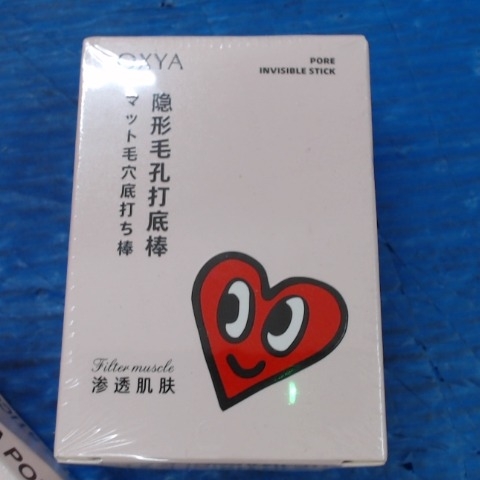 OXYA
PORE
INVISIBLE STICK
隐形毛孔打底棒
マット毛穴底打ち棒
Filter muscle
渗透肌肤